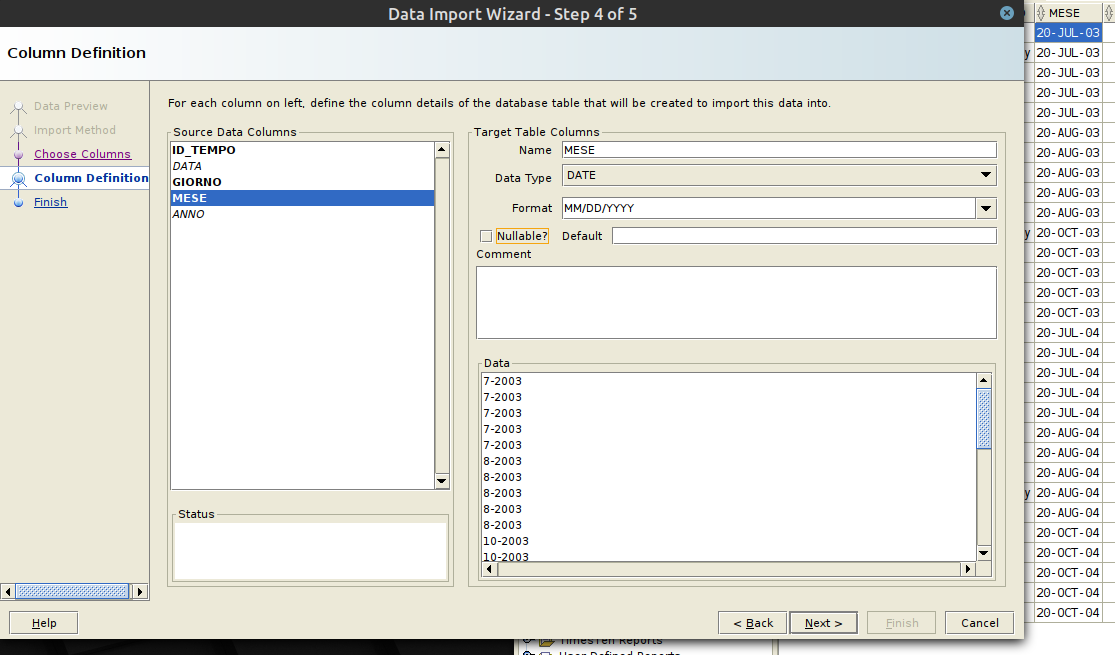 Data Import Wizard - Step 4 of 5
Column Definition
Data Preview
Import Method
Choose Columns
Column Definition
Finish
For each column on left, define the column details of the database table that will be created to import this data into.
Source Data Columns
ID_TEMPO
DATA
GIORNO
MESE
ANNO
Status
Target Table Columns
Name MESE
Data Type DATE
Format MM/DD/YYYY
Nullable? Default
Comment
Data
7-2003
7-2003
7-2003
7-2003
7-2003
8-2003
8-2003
8-2003
8-2003
8-2003
10-2003
10-2003
Help
< Back
Next >
Finish
Cancel
MESE
20-JUL-03
y 20-JUL-03
20-JUL-03
20-JUL-03
20-JUL-03
20-AUG-03
20-AUG-03
20-AUG-03
20-AUG-03
20-AUG-03
y 20-OCT-03
20-OCT-03
20-OCT-03
20-OCT-03
20-OCT-03
20-JUL-04
20-JUL-04
20-JUL-04
20-JUL-04
20-JUL-04
20-AUG-04
20-AUG-04
20-AUG-04
y 20-AUG-04
20-AUG-04
20-OCT-04
20-OCT-04
20-OCT-04
20-OCT-04
20-OCT-04
TimesTen Reports
User Defined Reports